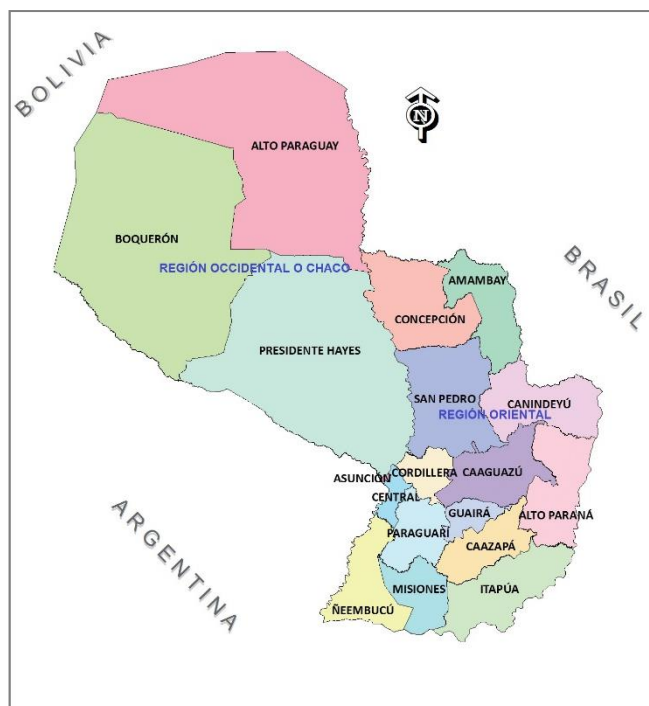 BOLIVIA
N
ALTO PARAGUAY
BOQUERÓN
REGIÓN OCCIDENTAL O CHACO
BRASIL
AMAMBAY
CONCEPCIÓN
PRESIDENTE HAYES
SAN PEDRO
CANINDEYÚ
REGIÓN ORIENTAL
ASUNCIÓN
CORDILLERA
CAAGUAZÚ
CENTRAL
GUAIRÁ
ALTO PARANÁ
PARAGUARÍ
CAAZAPÁ
ARGENTINA
MISIONES
ITAPÚA
ÑEEMBUCÚ